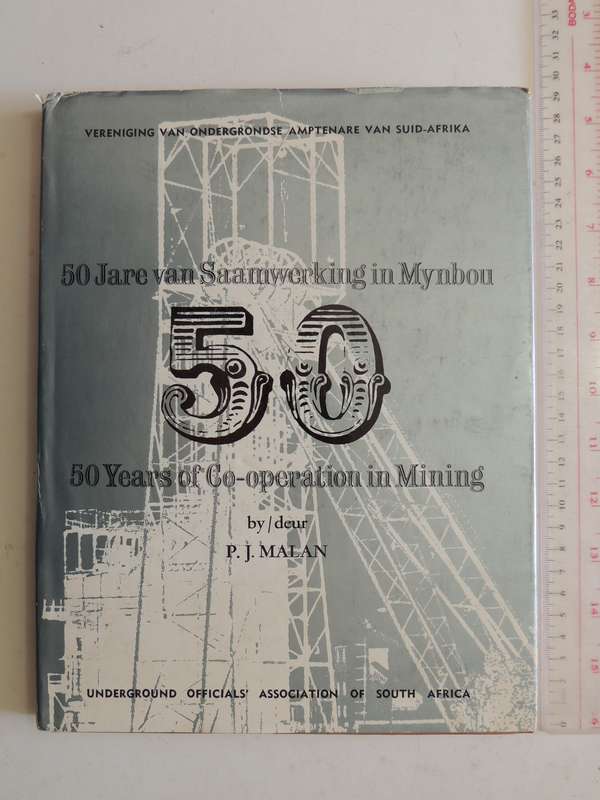 VERENIGING VAN ONDERGRONDSE AMPTENARE VAN SUID-AFRIKA
50 Jare van Saamwerking in Mynbou
50
50 Years of Co-operation in Mining
by/deur
P. J. MALAN
UNDERGROUND OFFICIALS' ASSOCIATION OF SOUTH AFRICA